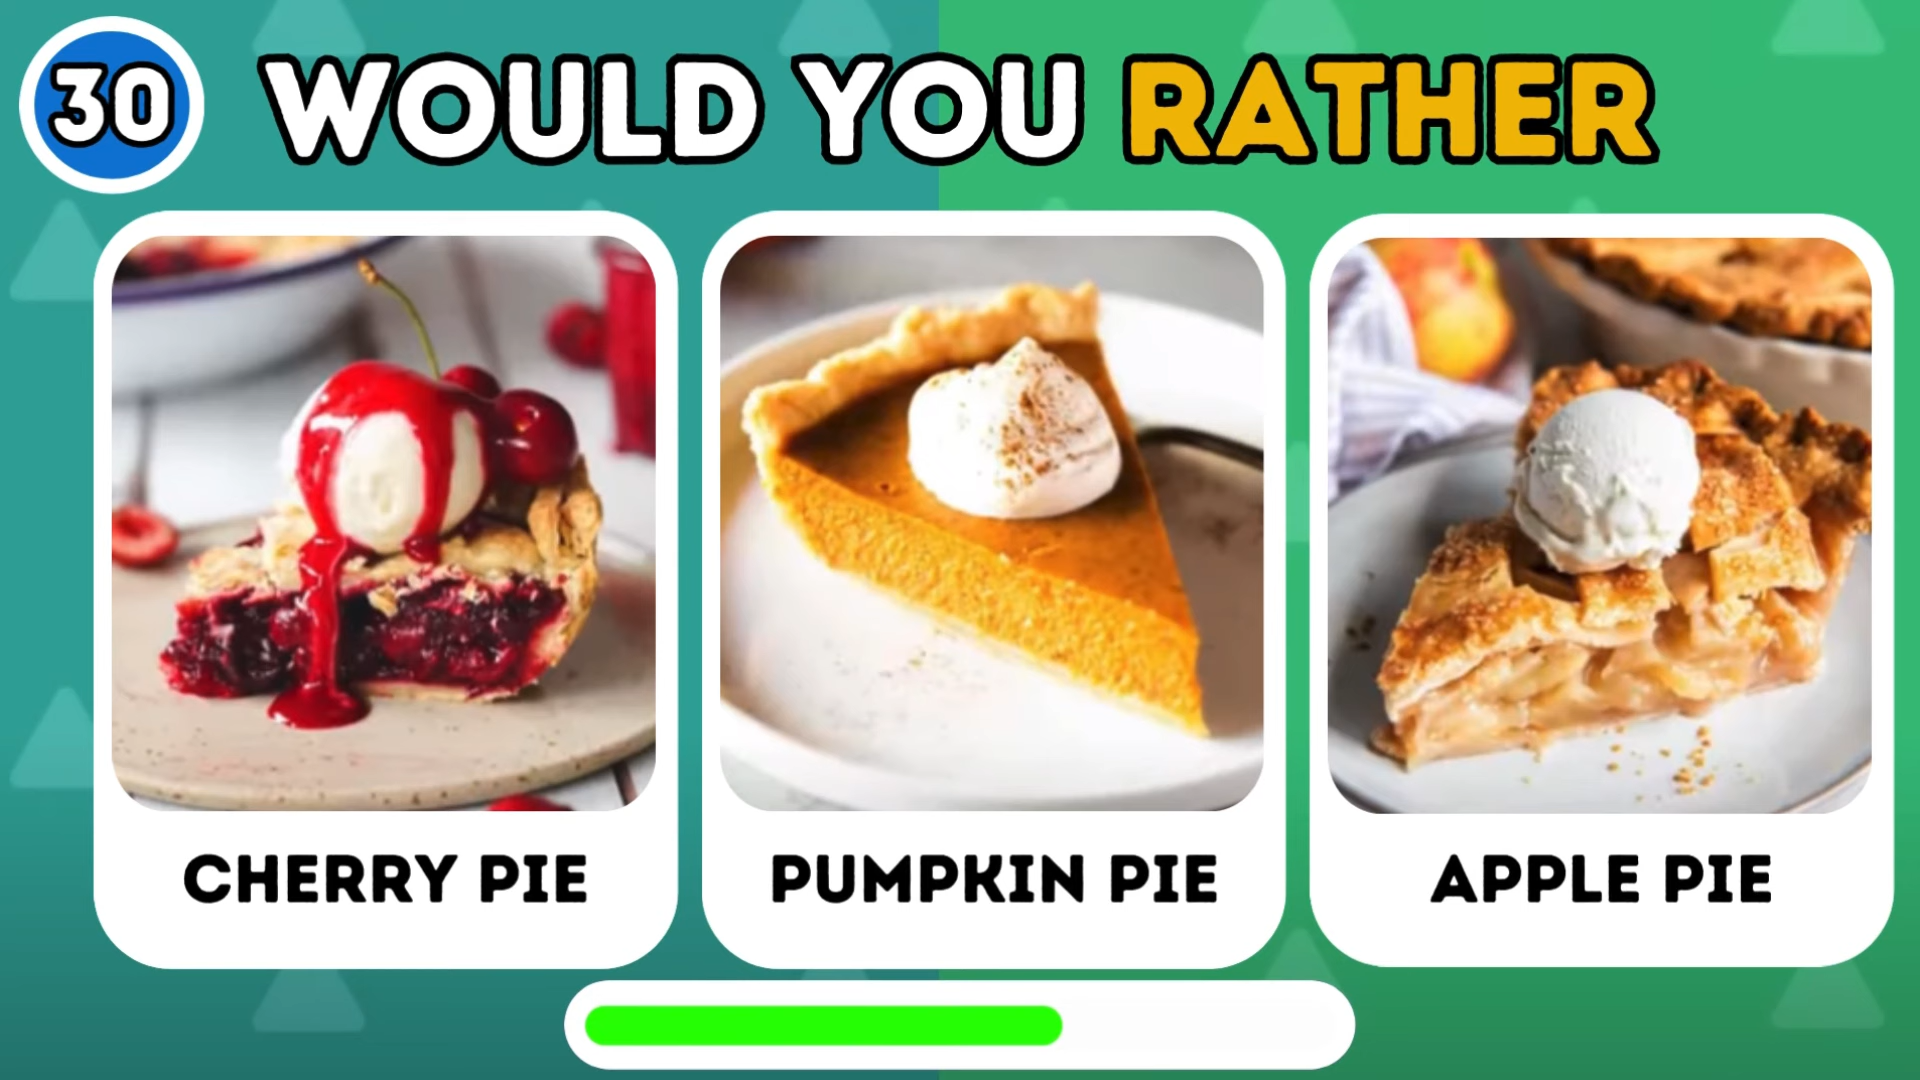 30
WOULD YOU RATHER
CHERRY PIE
PUMPKIN PIE
APPLE PIE